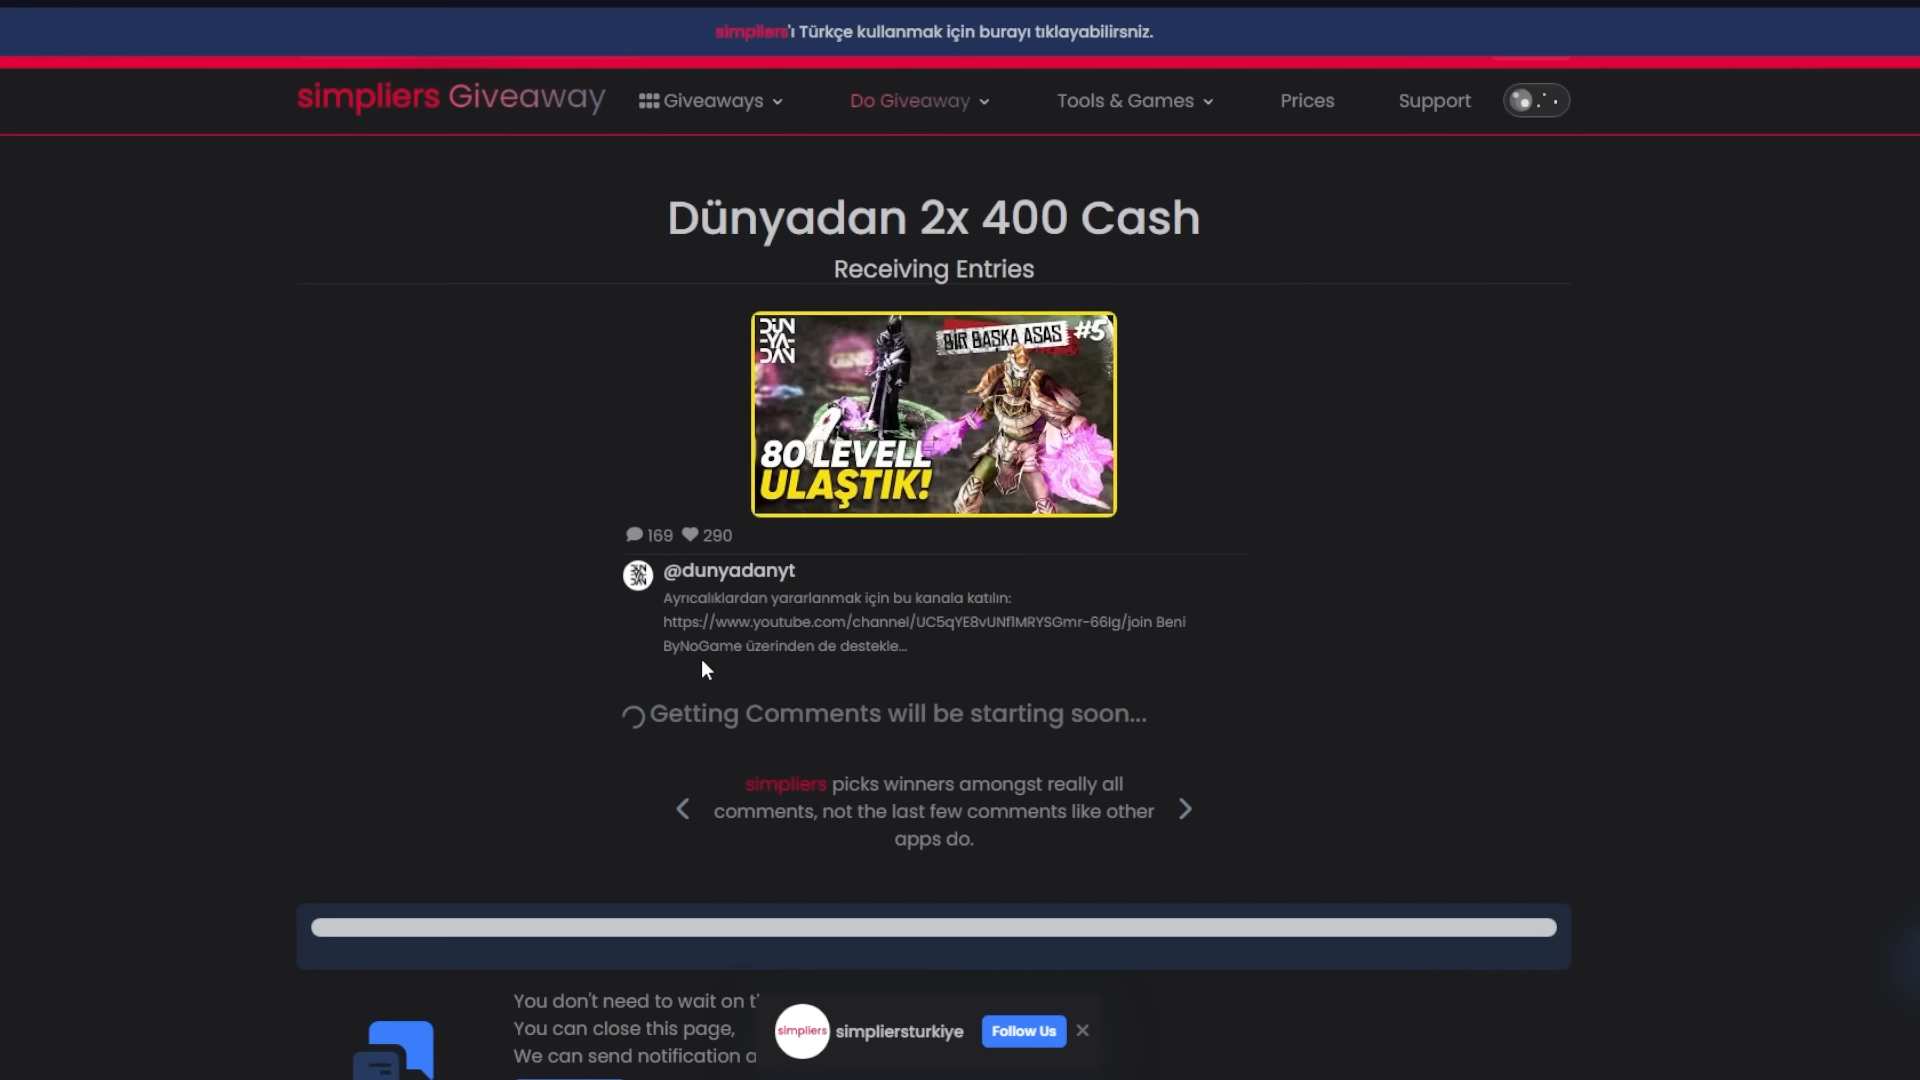 simpliers'ı Türkçe kullanmak için burayı tıklayabilirsniz.
simpliers Giveaway
Giveaways
Do Giveaway
Tools & Games
Prices
Support
Dünyadan 2x 400 Cash
Receiving Entries
DÜN
-YA-
DAN
BİR BAŞKA ASAS #5
80 LEVELE
ULAŞTIK!
169 290
@dunyadanyt
Ayrıcalıklardan yararlanmak için bu kanala katılın:
https://www.youtube.com/channel/UC5qYE8vUNf1MRYSGmr-66lg/join Beni
ByNoGame üzerinden de destekle...
Getting Comments will be starting soon...
simpliers picks winners amongst really all
comments, not the last few comments like other
apps do.
You don't need to wait on
You can close this page,
We can send notification
simpliers simpliersturkiye Follow Us